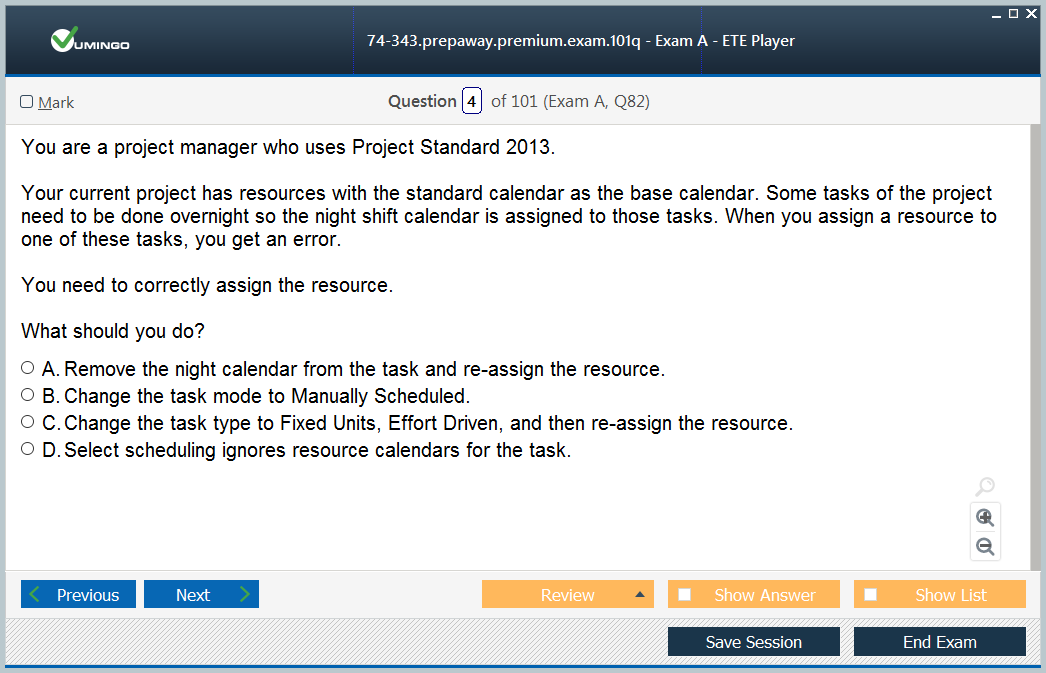 VUMINGO
74-343.prepaway.premium.exam.101q - Exam A - ETE Player
Mark
Question 4 of 101 (Exam A, Q82)
You are a project manager who uses Project Standard 2013.
Your current project has resources with the standard calendar as the base calendar. Some tasks of the project
need to be done overnight so the night shift calendar is assigned to those tasks. When you assign a resource to
one of these tasks, you get an error.
You need to correctly assign the resource.
What should you do?
A. Remove the night calendar from the task and re-assign the resource.
B. Change the task mode to Manually Scheduled.
C. Change the task type to Fixed Units, Effort Driven, and then re-assign the resource.
D. Select scheduling ignores resource calendars for the task.
Previous Next Review Show Answer Show List
Save Session End Exam